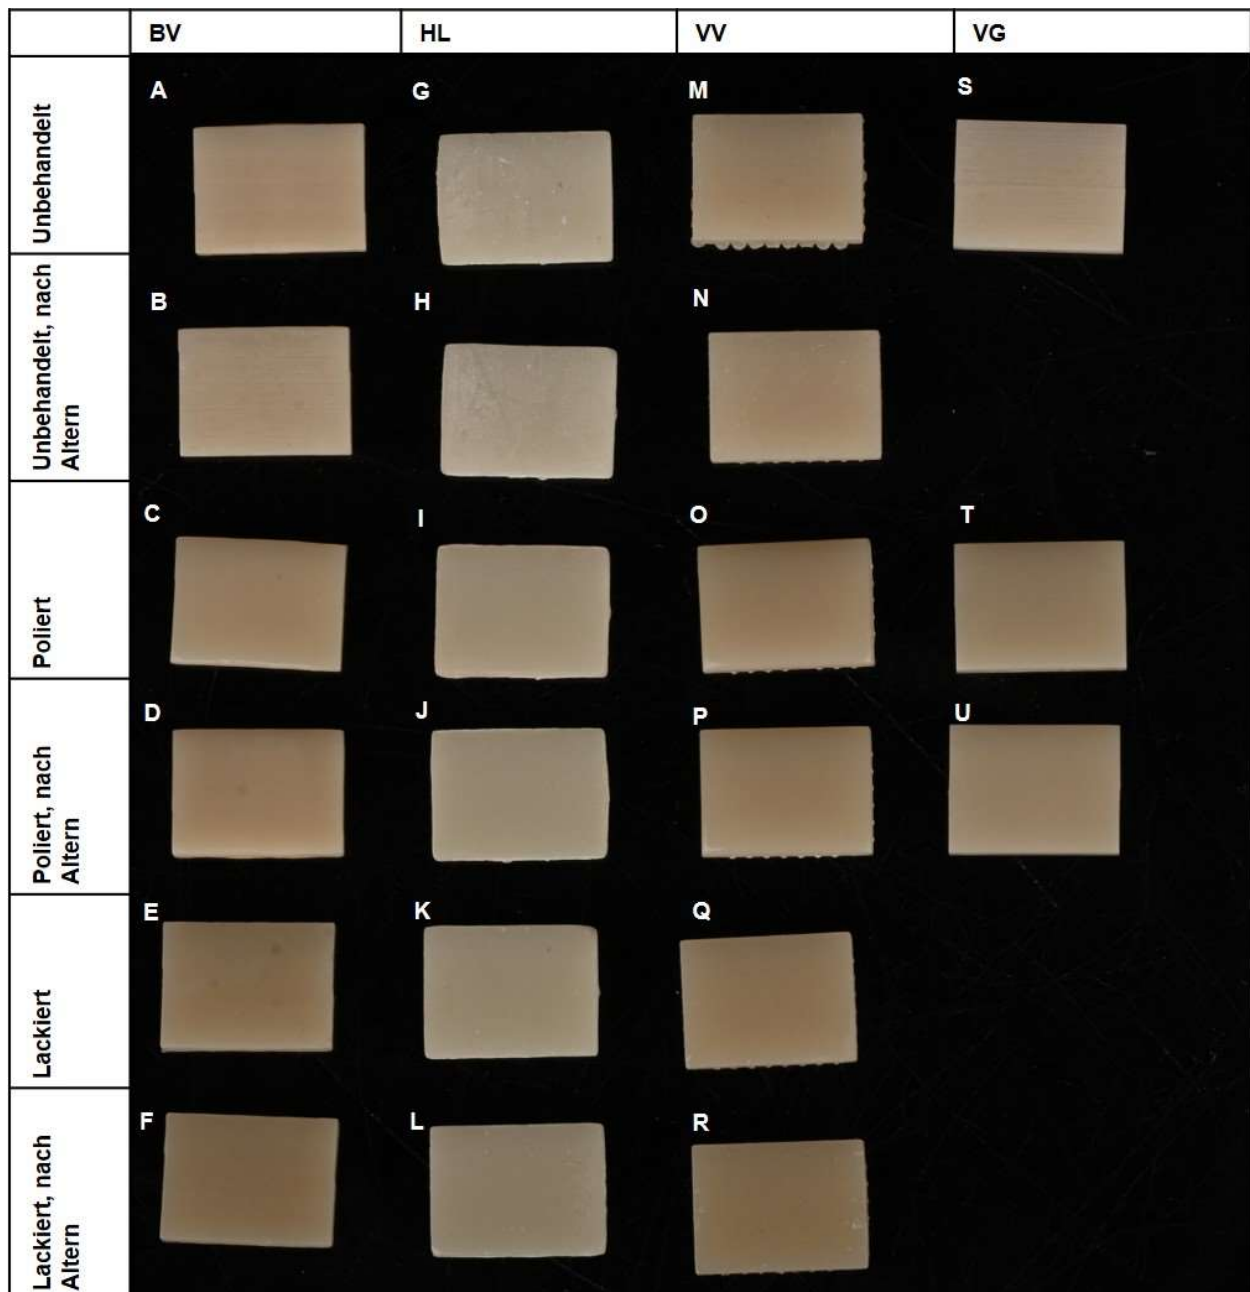 BV HL VV VG
Unbehandelt
A G M S
Unbehandelt, nach
Altern
B H N
Poliert
C I O T
Poliert, nach
Altern
D J P U
Lackiert
E K Q
Lackiert, nach
Altern
F L R